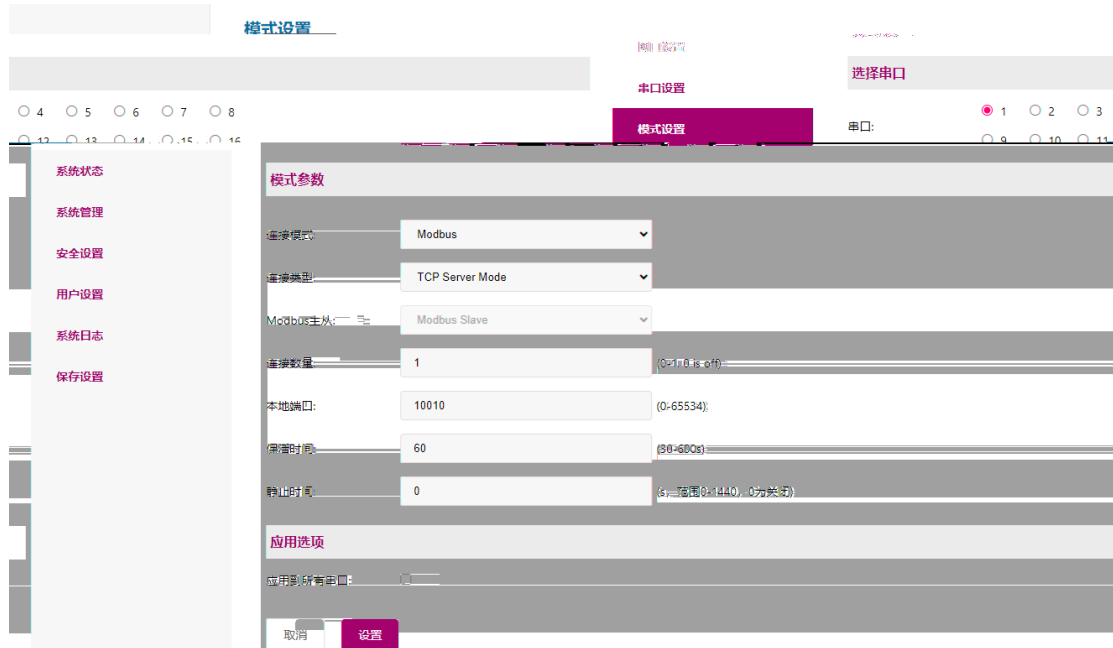 模式设置
串口设置
选择串口
模式设置
串口:
1 2 3
4 5 6 7 8
9 10 11
12 13 14 15 16
系统状态
系统管理
安全设置
用户设置
系统日志
保存设置
模式参数
连接模式: Modbus
连接类型: TCP Server Mode
Modbus主从: Modbus Slave
连接数量: 1 (0-1, 0 is off)
本地端口: 10010 (0-65534);
保活时间: 60 (30-600s)
静止时间: 0 (s, 范围0-1440, 0为关闭)
应用选项
应用到所有串口:
取消 设置